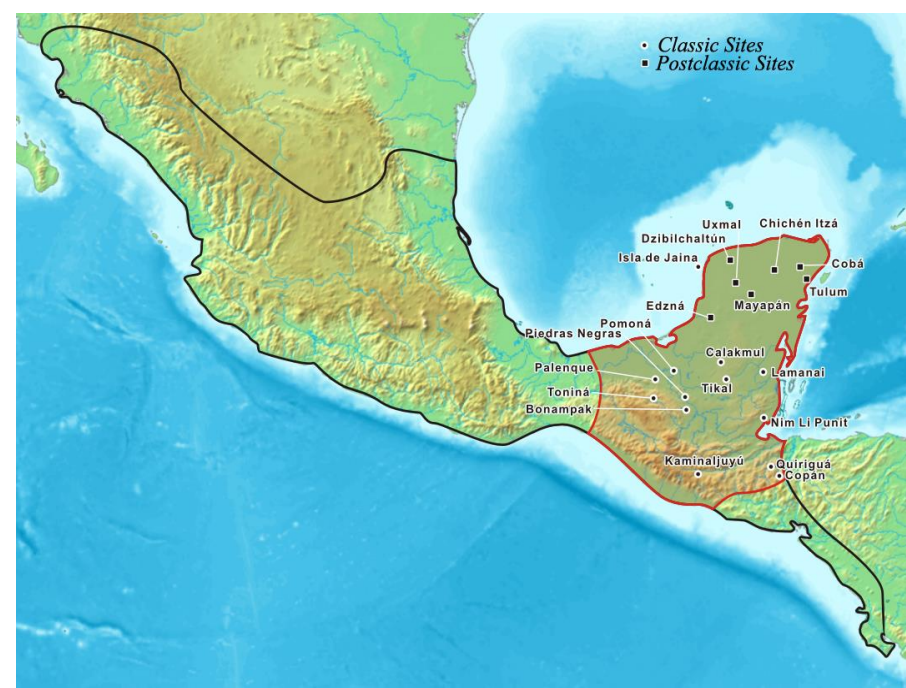 Classic Sites
Postclassic Sites
Uxmal
Chichén Itzá
Dzibilchaltún
Isla de Jaina
Cobá
Tulum
Mayapán
Edzná
Pomoná
Piedras Negras
Calakmul
Palenque
Lamanai
Tikal
Toniná
Bonampak
Nim Li Punit
Kaminaljuyú
Quiriguá
Copán